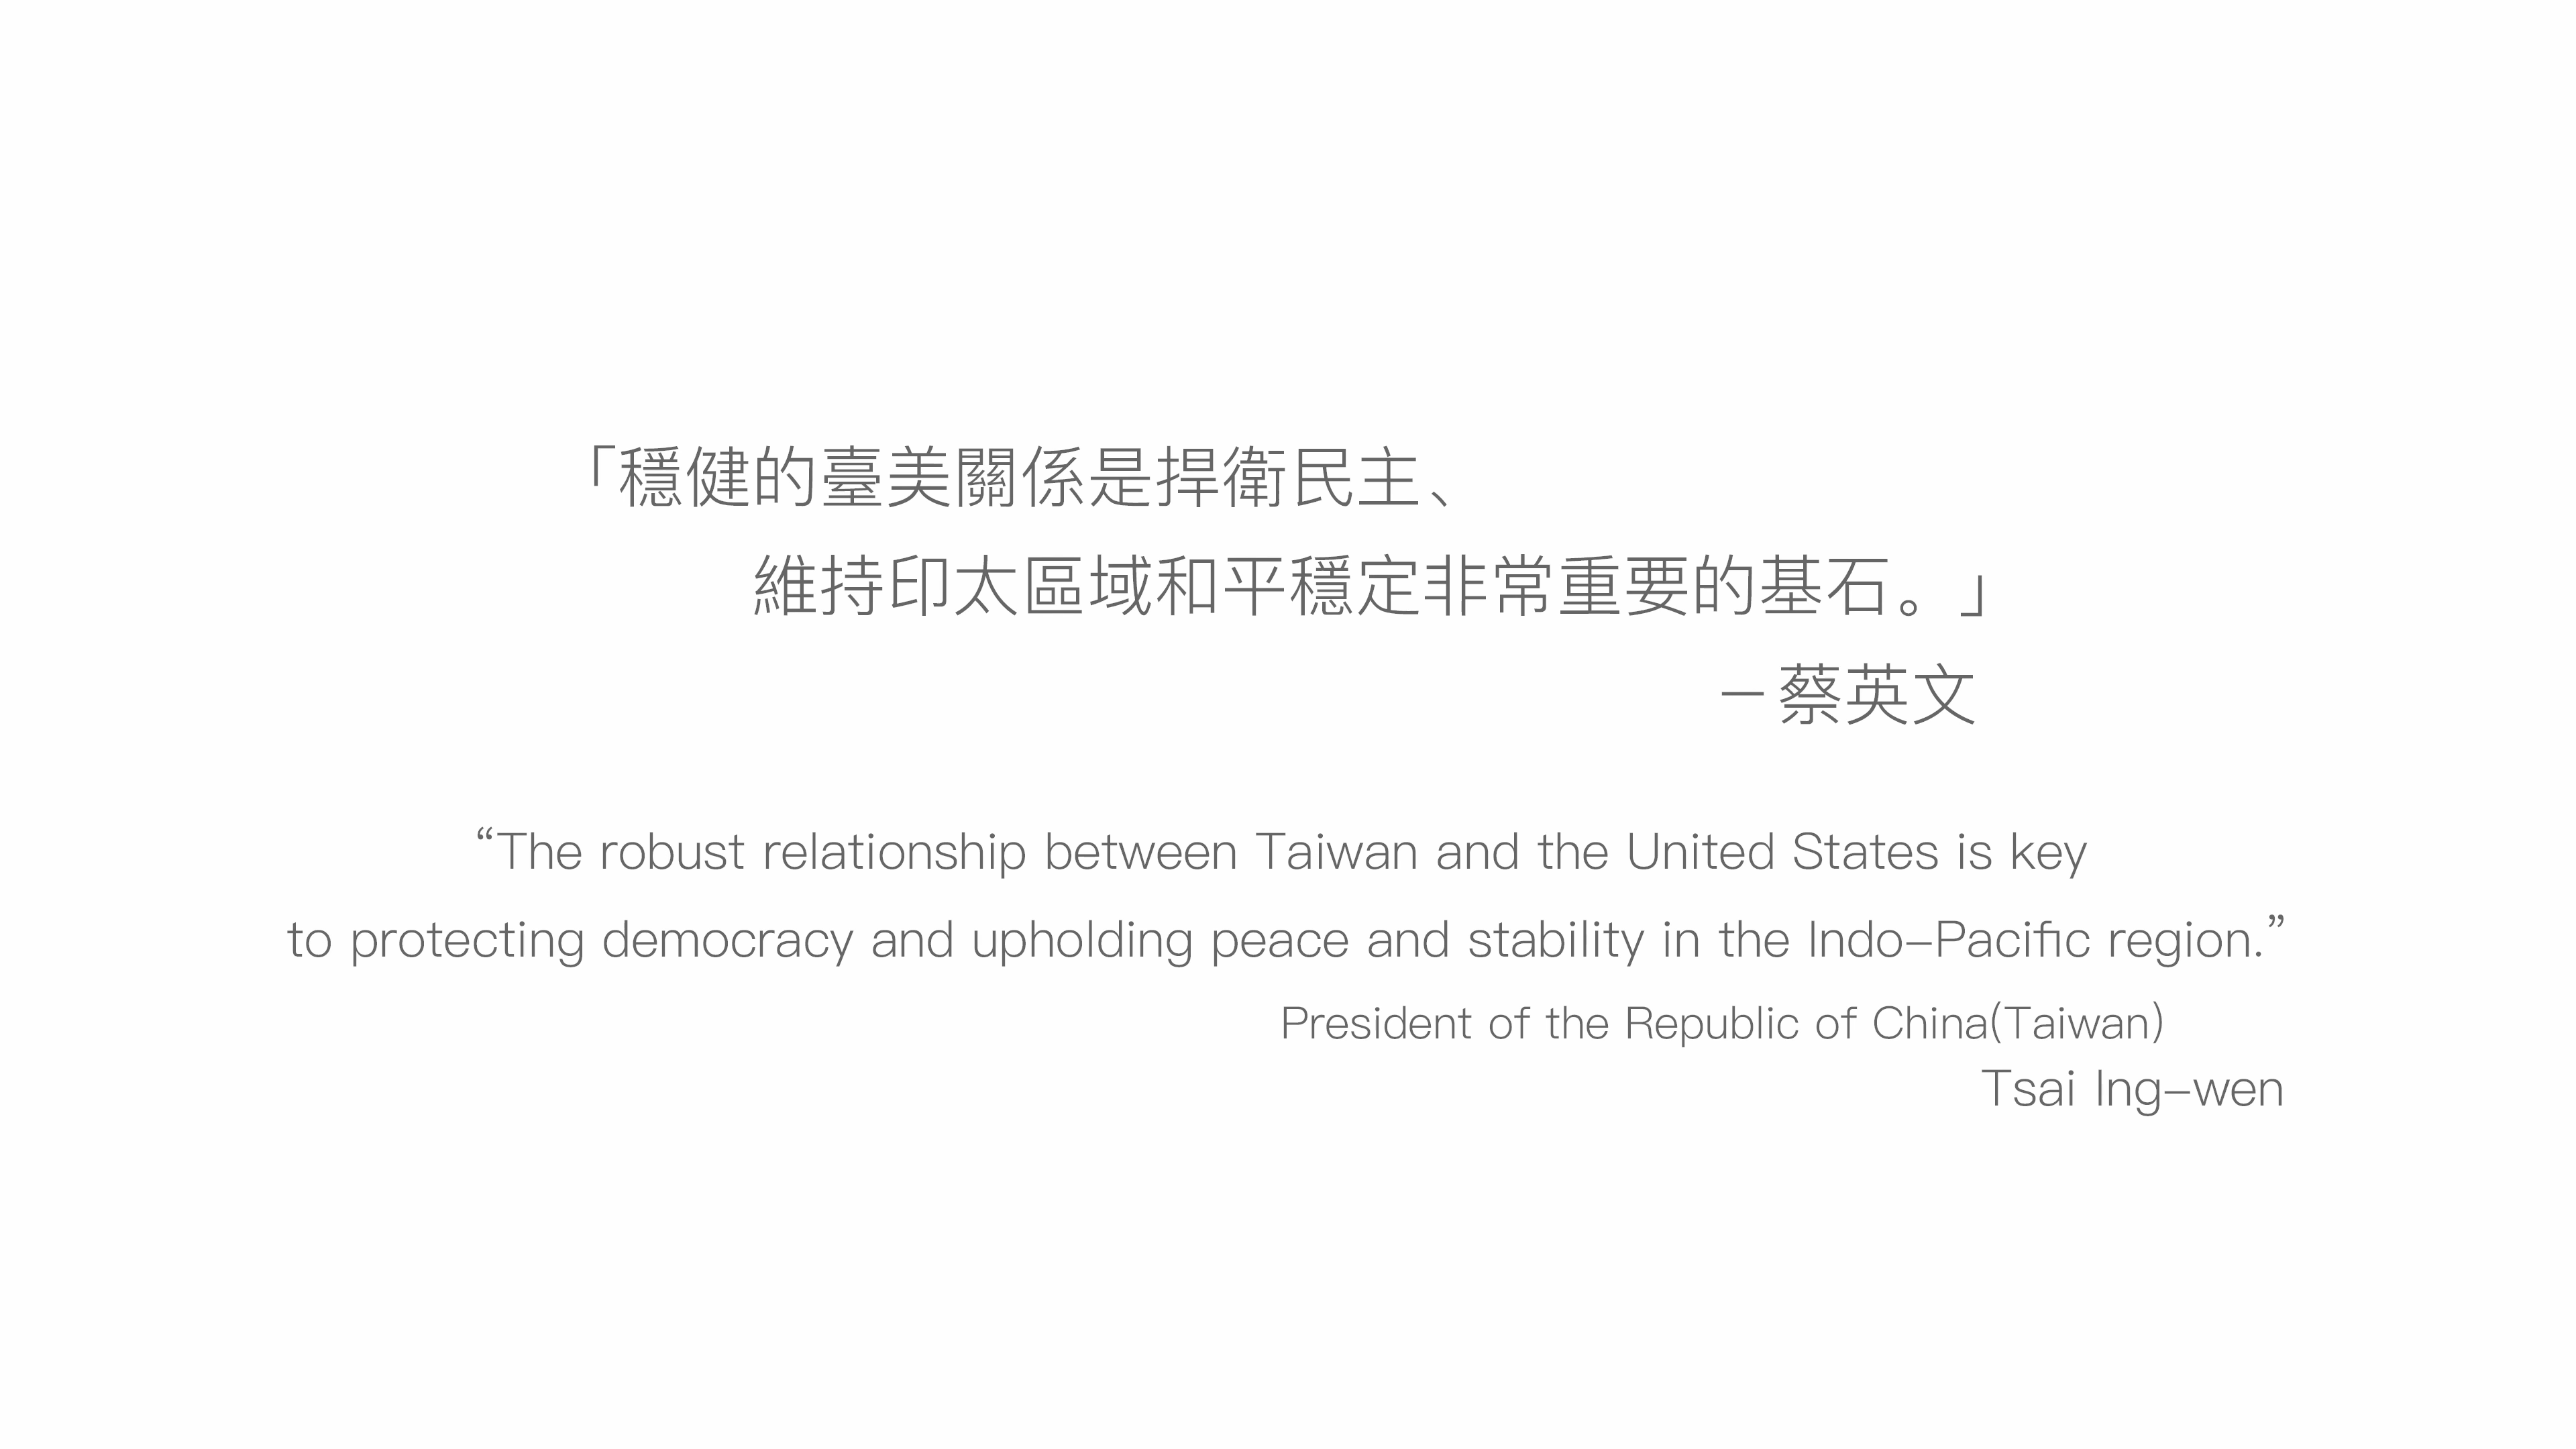 「穩健的臺美關係是捍衛民主、
維持印太區域和平穩定非常重要的基石。」
–蔡英文
“The robust relationship between Taiwan and the United States is key
to protecting democracy and upholding peace and stability in the Indo–Pacific region.”
President of the Republic of China(Taiwan)
Tsai Ing–wen